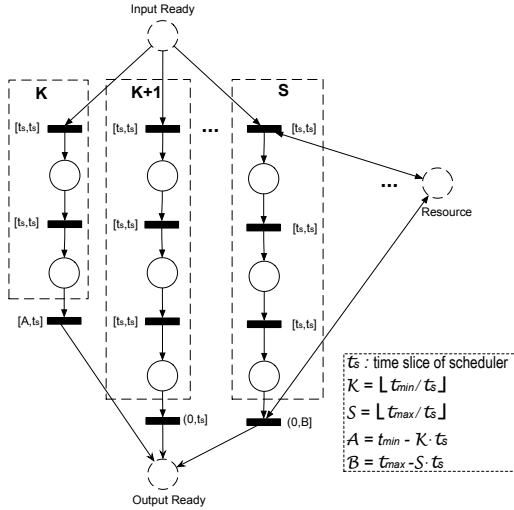 Input Ready
K
K+1
S
[ts,ts]
[ts,ts]
...
[ts,ts]
...
Resource
[ts,ts]
[ts,ts]
[ts,ts]
[A,ts]
[ts,ts]
[ts,ts]
(0,ts]
(0,B]
Output Ready
ts : time slice of scheduler
K = ⌊ tmin/ ts⌋
S = ⌊ tmax/ ts⌋
A = tmin - K· ts
B = tmax -S· ts